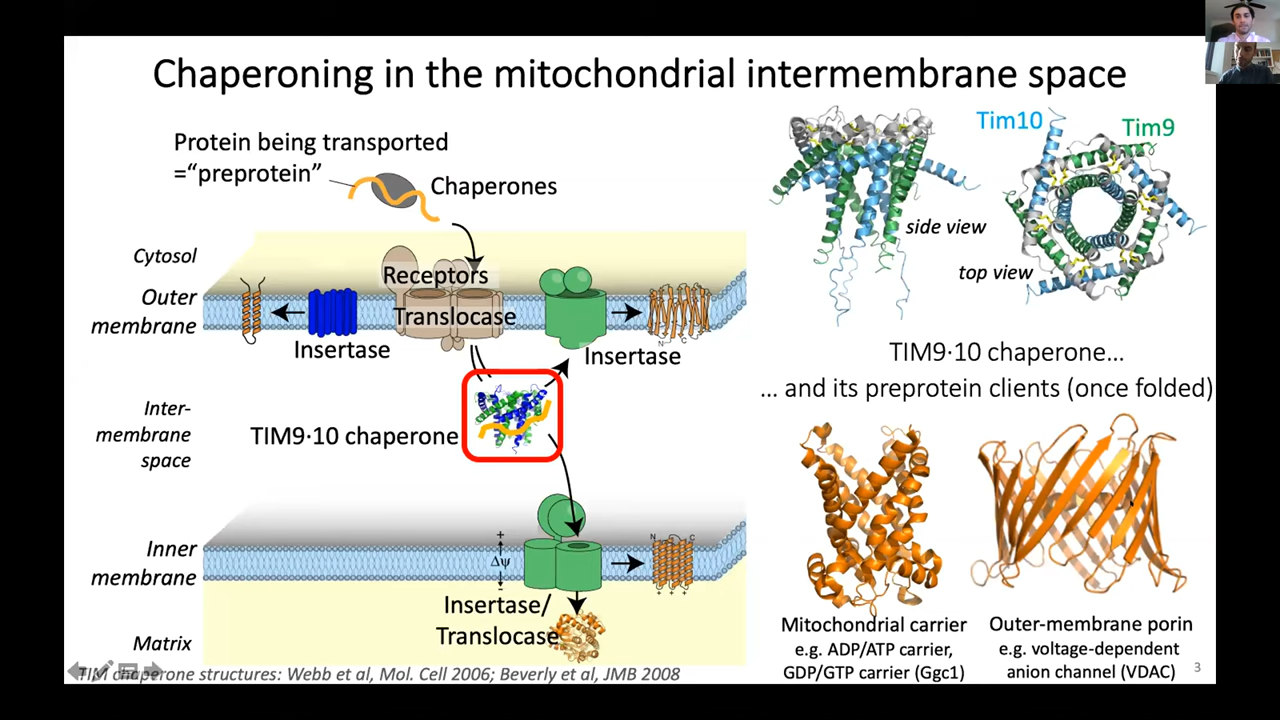 Chaperoning in the mitochondrial intermembrane space
Protein being transported
="preprotein"
Chaperones
Cytosol
Outer
membrane
Receptors
Translocase
Insertase
Insertase
N
C
Inter-
membrane
space
TIM9·10 chaperone
Inner
membrane
+
Δψ
-
N
C
+ + +
Insertase/
Translocase
Matrix
TIM chaperone structures: Webb et al, Mol. Cell 2006; Beverly et al, JMB 2008
Tim10
Tim9
side view
top view
TIM9·10 chaperone...
... and its preprotein clients (once folded)
Mitochondrial carrier
e.g. ADP/ATP carrier,
GDP/GTP carrier (Ggc1)
Outer-membrane porin
e.g. voltage-dependent
anion channel (VDAC)
3